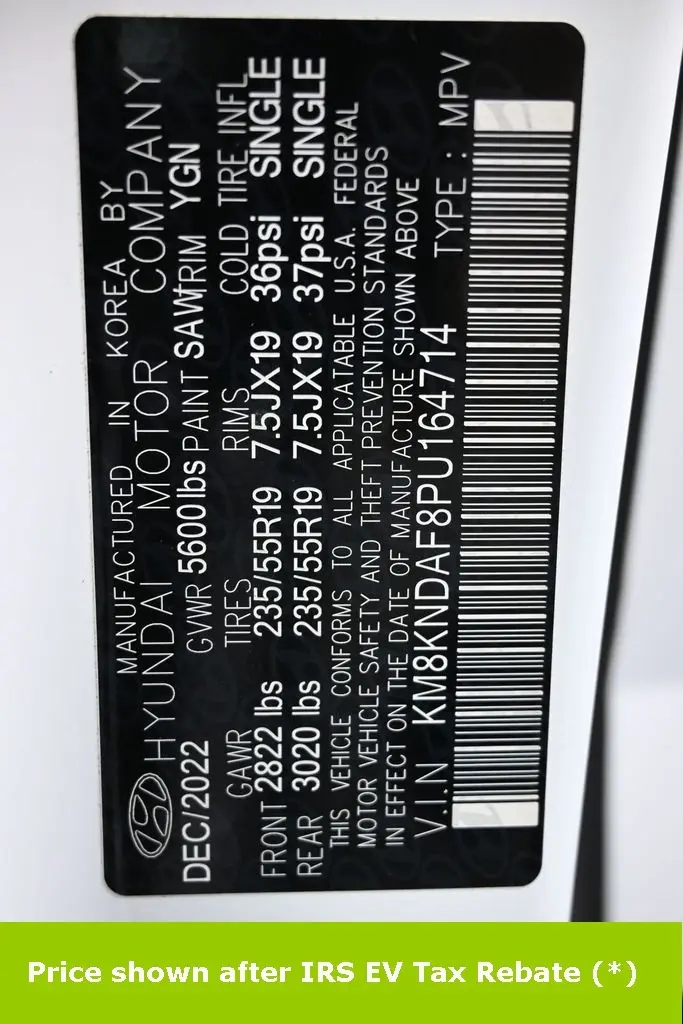 MANUFACTURED IN KOREA BY
HYUNDAI MOTOR COMPANY
DEC/2022 GVWR 5600lbs PAINT SAW TRIM YGN
GAWR TIRES RIMS COLD TIRE INFL
FRONT 2822 lbs 235/55R19 7.5JX19 36psi SINGLE
REAR 3020 lbs 235/55R19 7.5JX19 37psi SINGLE
THIS VEHICLE CONFORMS TO ALL APPLICATABLE U.S.A. FEDERAL
MOTOR VEHICLE SAFETY AND THEFT PREVENTION STANDARDS
IN EFFECT ON THE DATE OF MANUFACTURE SHOWN ABOVE
V.I.N KM8KNDAF8PU164714 TYPE : MPV
Price shown after IRS EV Tax Rebate (*)